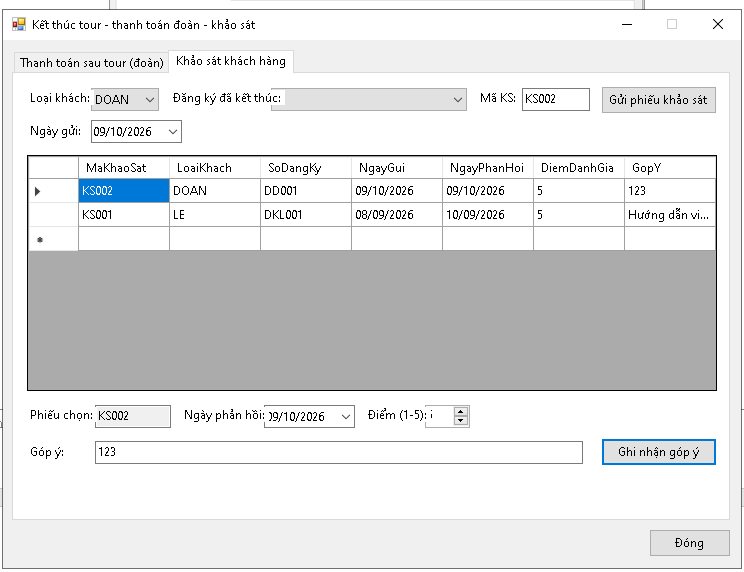 Kết thúc tour - thanh toán đoàn - khảo sát
Thanh toán sau tour (đoàn) Khảo sát khách hàng
Loại khách: DOAN Đăng ký đã kết thúc: Mã KS: KS002 Gửi phiếu khảo sát
Ngày gửi: 09/10/2026
MaKhaoSat LoaiKhach SoDangKy NgayGui NgayPhanHoi DiemDanhGia GopY
KS002 DOAN DD001 09/10/2026 09/10/2026 5 123
KS001 LE DKL001 08/09/2026 10/09/2026 5 Hướng dẫn vi...
Phiếu chọn: KS002 Ngày phản hồi: 09/10/2026 Điểm (1-5):
Góp ý: 123 Ghi nhận góp ý
Đóng